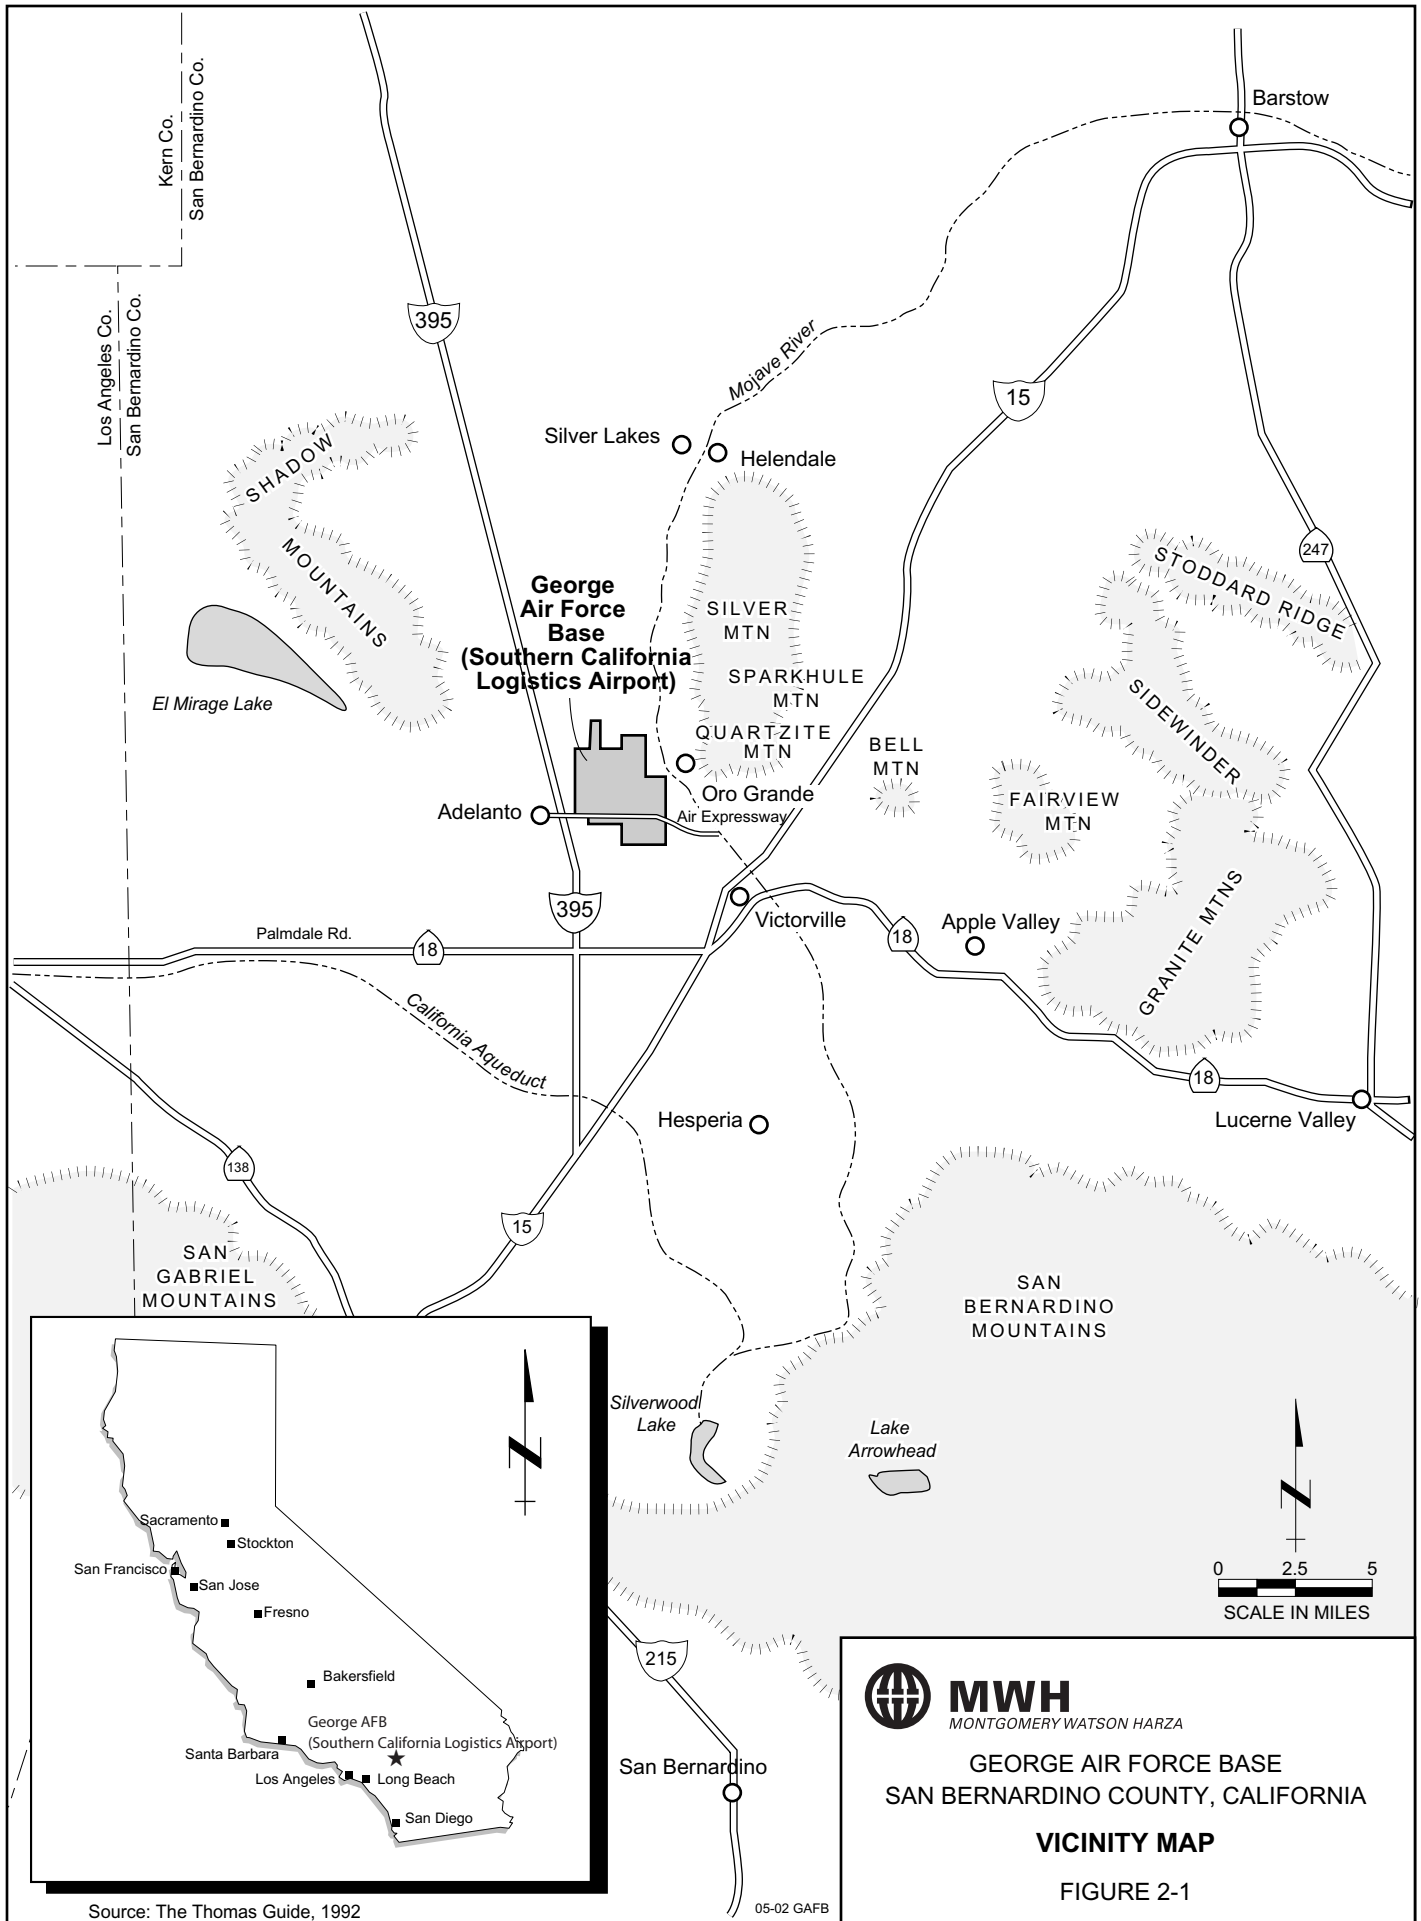 Kern Co.
San Bernardino Co.
Barstow
Los Angeles Co.
San Bernardino Co.
395
Mojave River
15
Silver Lakes
Helendale
SHADOW
MOUNTAINS
247
STODDARD RIDGE
George
Air Force
Base
(Southern California
Logistics Airport)
SILVER
MTN
SPARKHULE
MTN
QUARTZITE
MTN
El Mirage Lake
SIDEWINDER
BELL
MTN
FAIRVIEW
MTN
Oro Grande
Adelanto
Air Expressway
395
Victorville
Apple Valley
GRANITE MTNS
Palmdale Rd.
18
18
California Aqueduct
18
Hesperia
Lucerne Valley
138
15
SAN
GABRIEL
MOUNTAINS
SAN
BERNARDINO
MOUNTAINS
Silverwood
Lake
Lake
Arrowhead
N
N
Sacramento
Stockton
San Francisco
San Jose
Fresno
Bakersfield
George AFB
(Southern California Logistics Airport)
Santa Barbara
Los Angeles
Long Beach
San Diego
0 2.5 5
SCALE IN MILES
215
San Bernardino
MWH
MONTGOMERY WATSON HARZA
GEORGE AIR FORCE BASE
SAN BERNARDINO COUNTY, CALIFORNIA
VICINITY MAP
FIGURE 2-1
05-02 GAFB
Source: The Thomas Guide, 1992